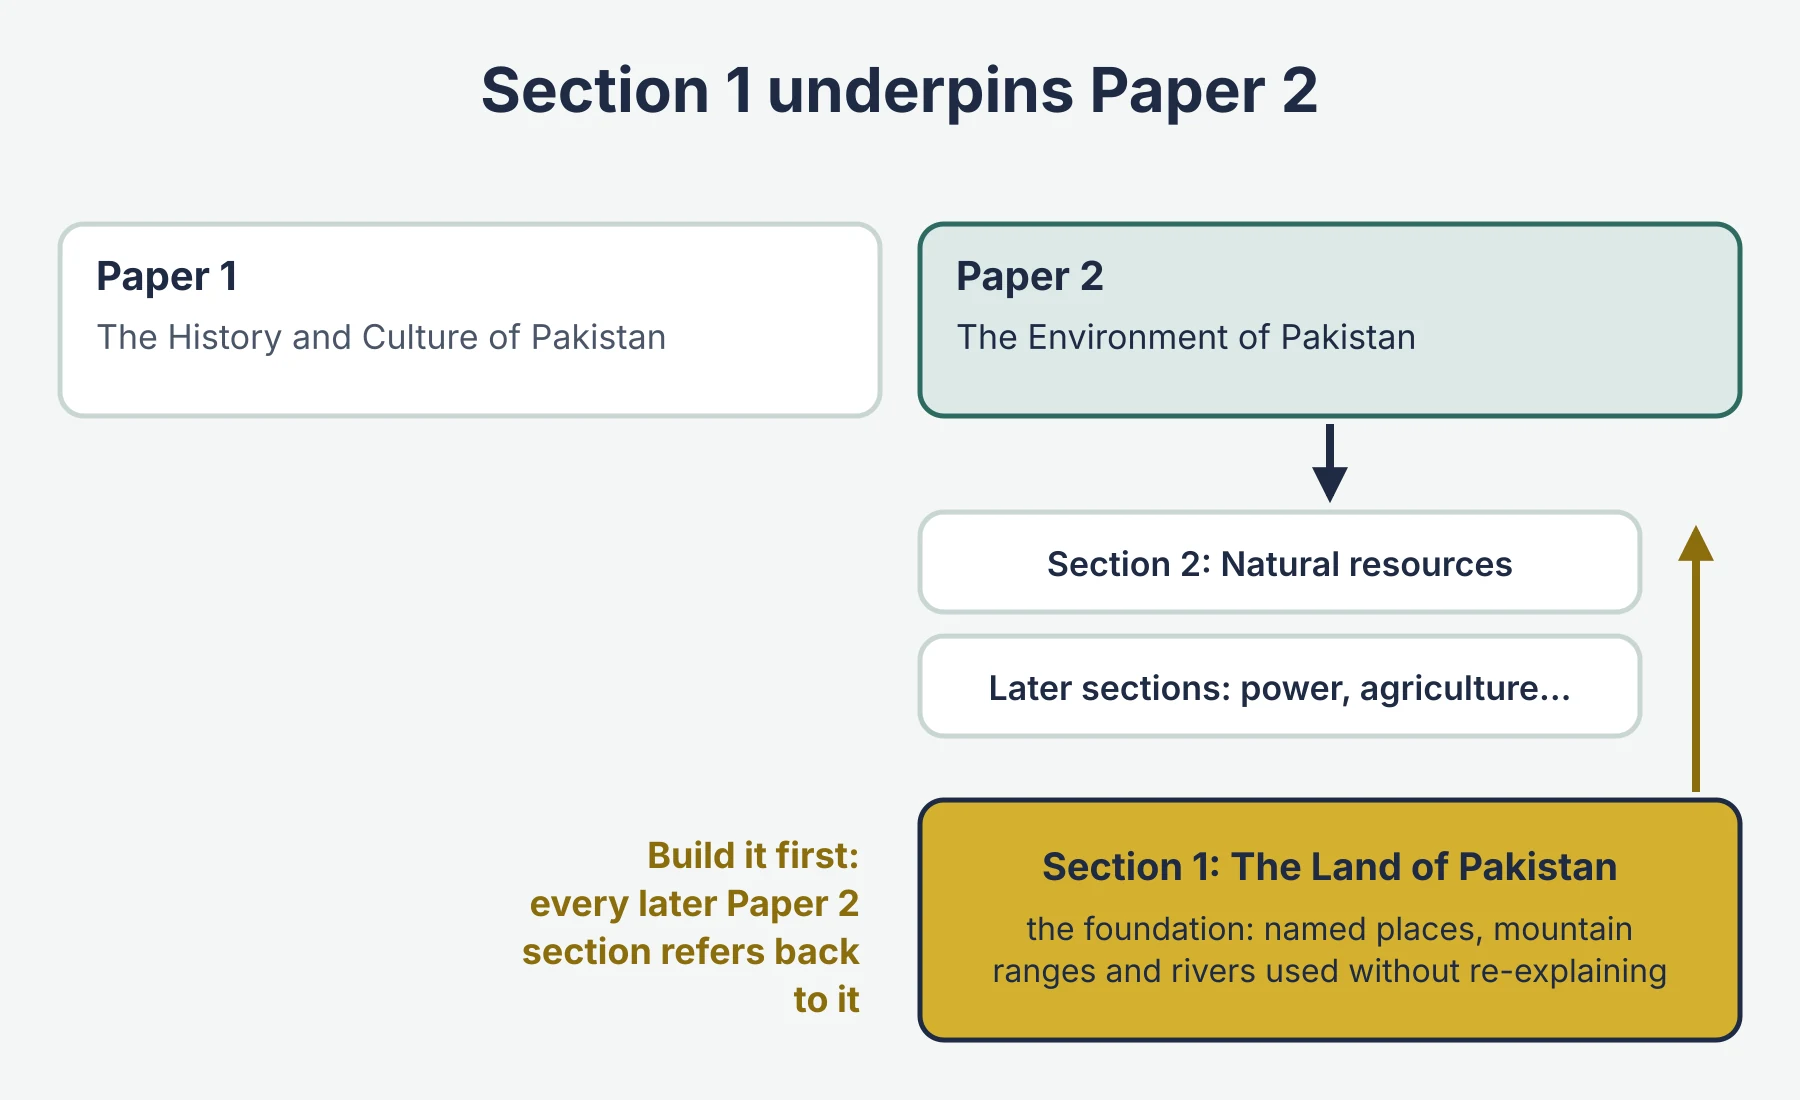 Section 1 underpins Paper 2
Paper 1
The History and Culture of Pakistan
Paper 2
The Environment of Pakistan
Section 2: Natural resources
Later sections: power, agriculture...
Build it first:
every later Paper 2
section refers back
to it
Section 1: The Land of Pakistan
the foundation: named places, mountain
ranges and rivers used without re-explaining